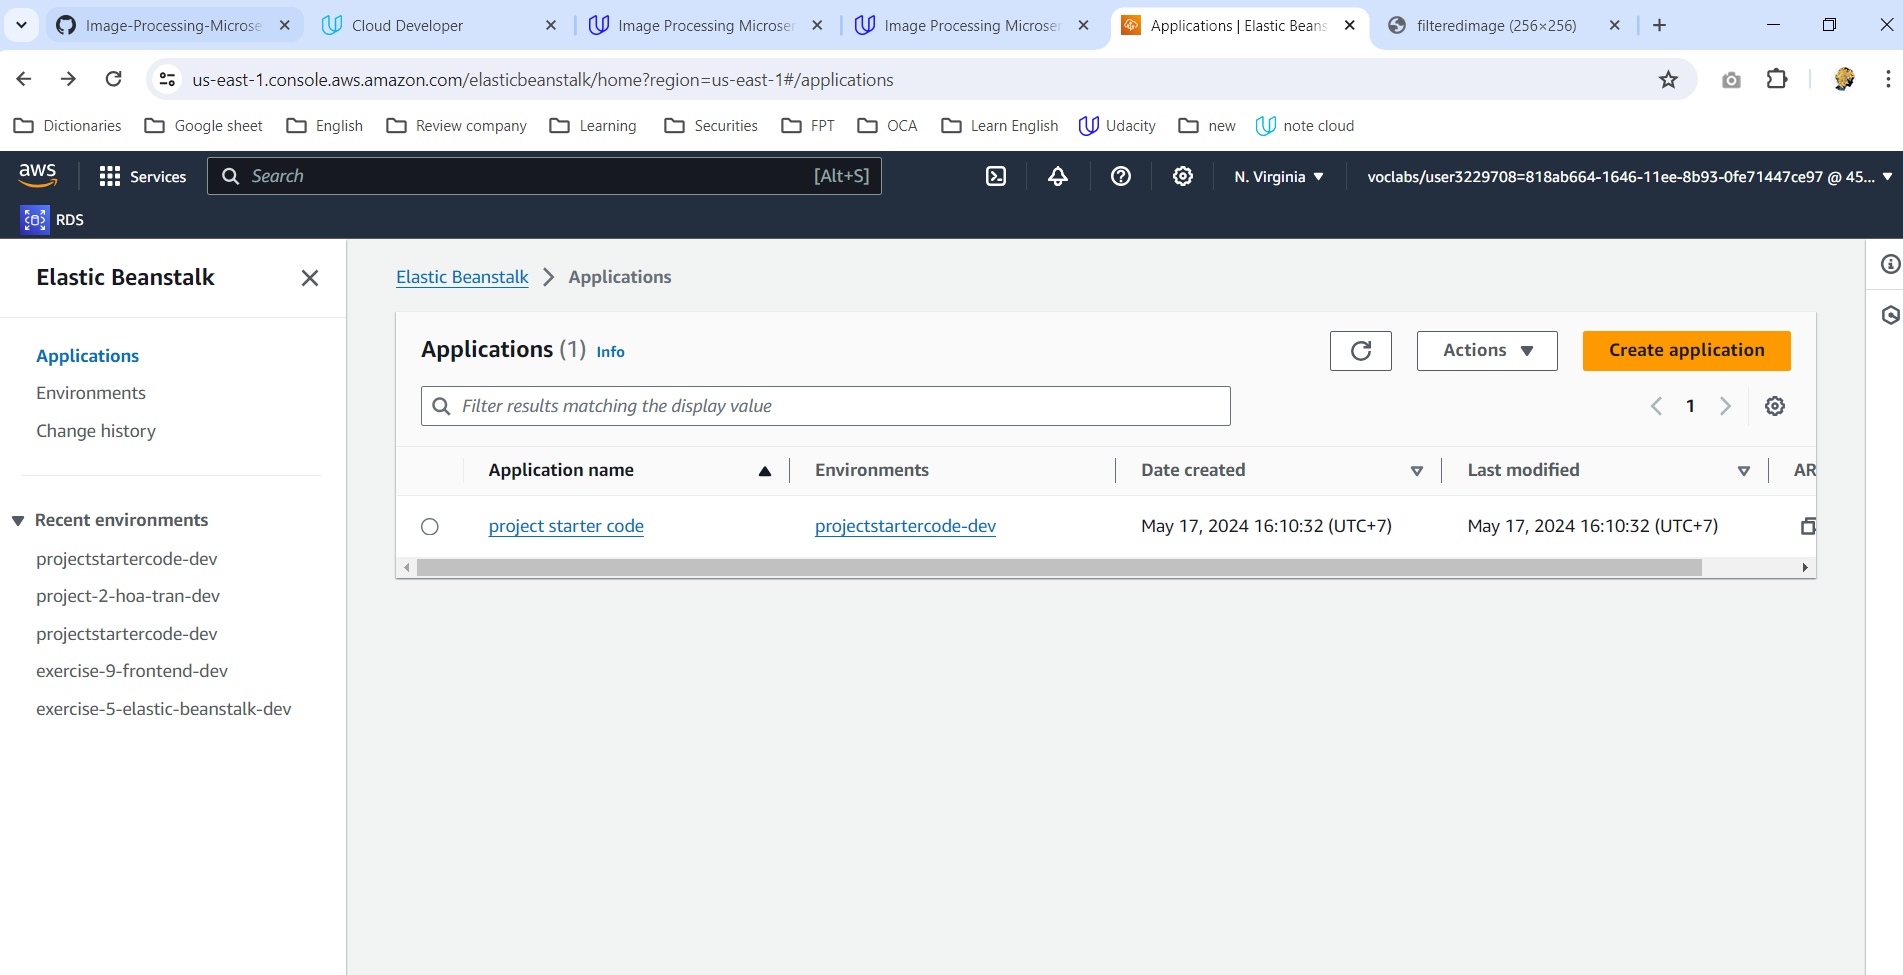 Image-Processing-Microse
Cloud Developer
Image Processing Microser
Image Processing Microser
Applications | Elastic Beans
filteredimage (256×256)
us-east-1.console.aws.amazon.com/elasticbeanstalk/home?region=us-east-1#/applications
Dictionaries
Google sheet
English
Review company
Learning
Securities
FPT
OCA
Learn English
Udacity
new
note cloud
aws
Services
Search
[Alt+S]
N. Virginia
voclabs/user3229708=818ab664-1646-11ee-8b93-0fe71447ce97 @ 45...
RDS
Elastic Beanstalk
Applications
Environments
Change history
Recent environments
projectstartercode-dev
project-2-hoa-tran-dev
projectstartercode-dev
exercise-9-frontend-dev
exercise-5-elastic-beanstalk-dev
Elastic Beanstalk
Applications
Applications (1) Info
Actions
Create application
Filter results matching the display value
1
Application name
Environments
Date created
Last modified
AR
project starter code
projectstartercode-dev
May 17, 2024 16:10:32 (UTC+7)
May 17, 2024 16:10:32 (UTC+7)